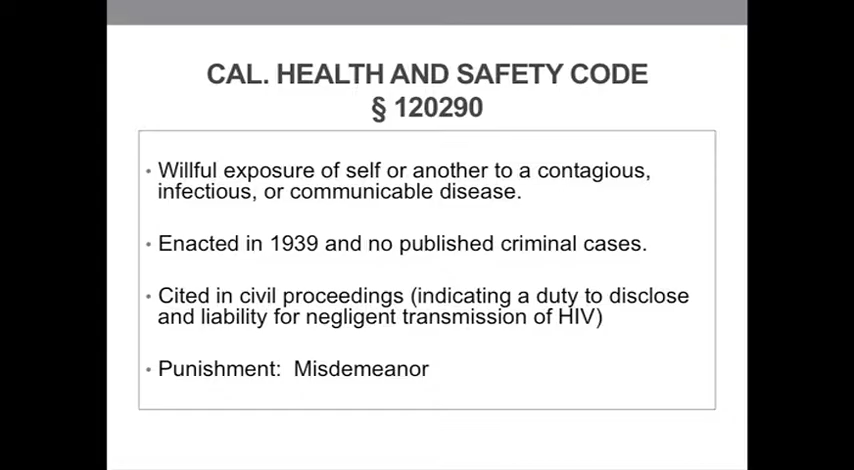 CAL. HEALTH AND SAFETY CODE
§ 120290
• Willful exposure of self or another to a contagious,
infectious, or communicable disease.
• Enacted in 1939 and no published criminal cases.
• Cited in civil proceedings (indicating a duty to disclose
and liability for negligent transmission of HIV)
• Punishment:  Misdemeanor